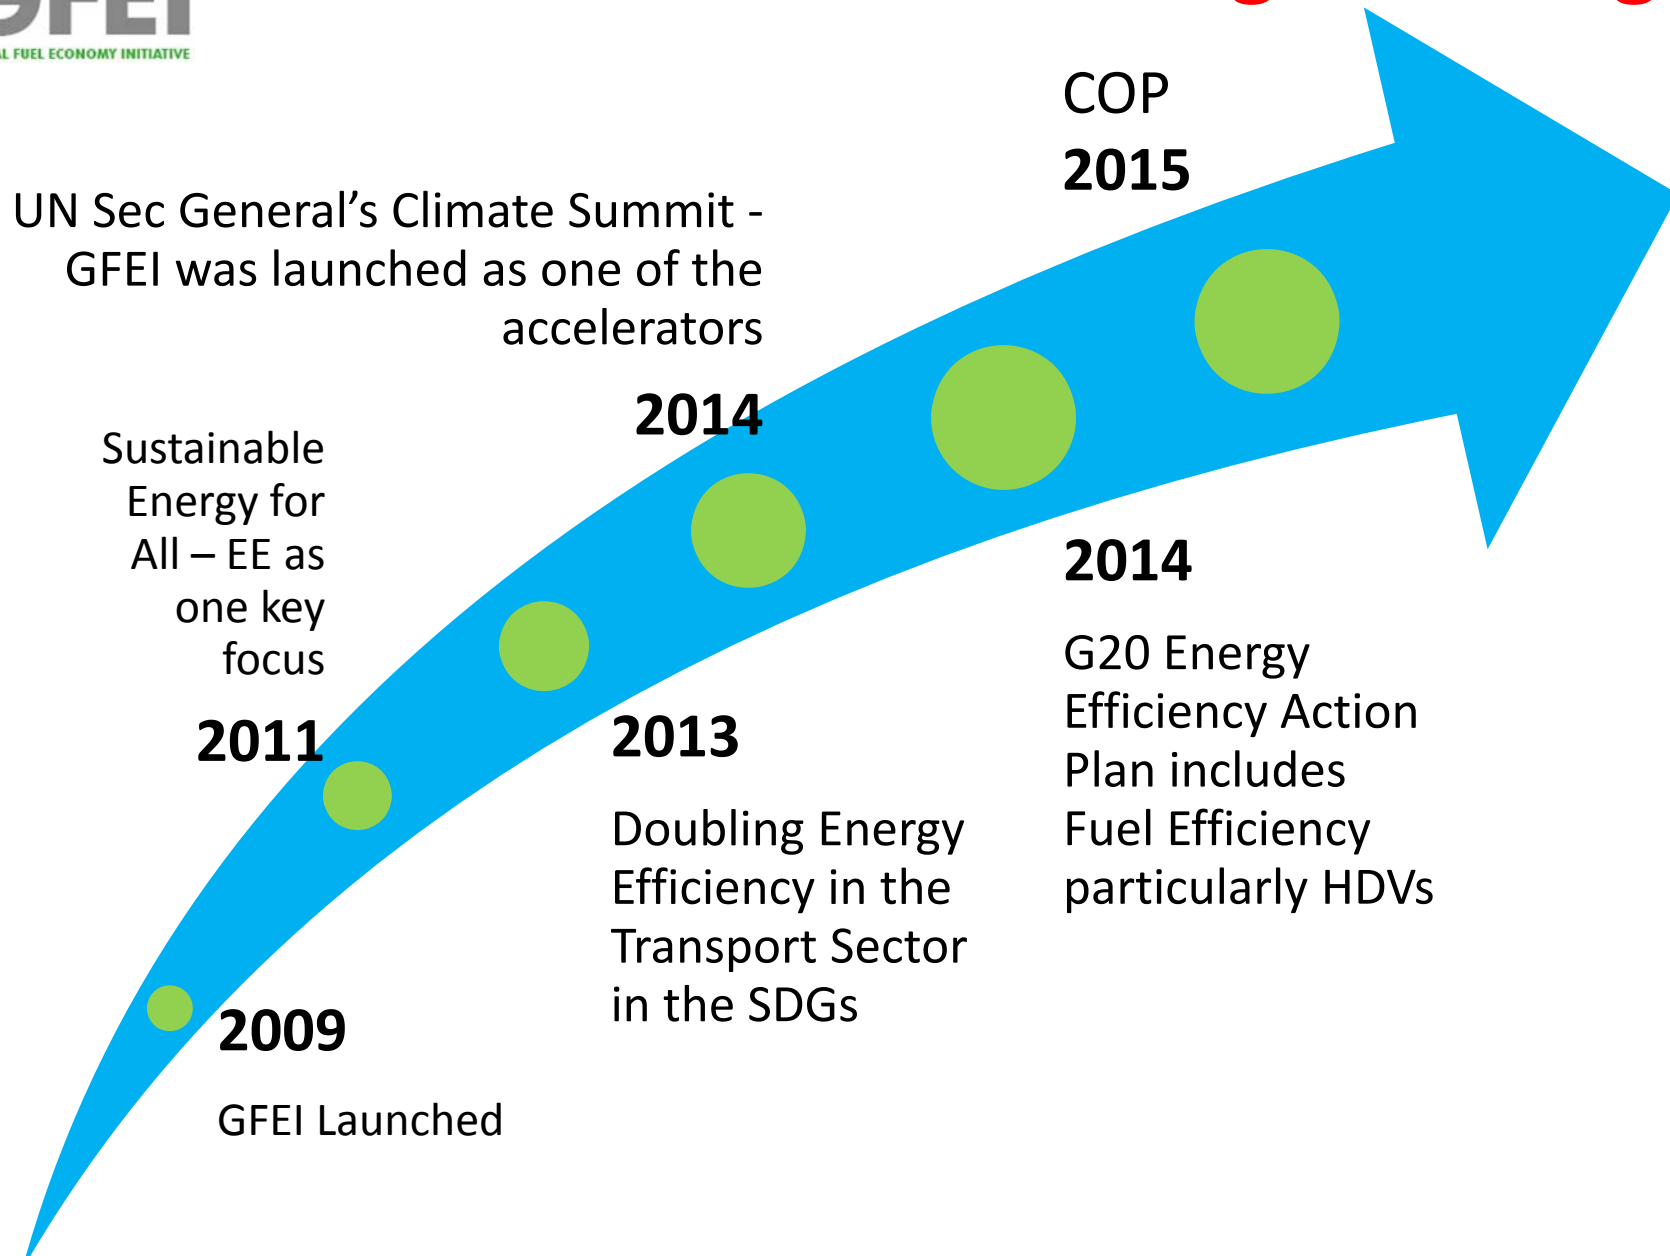 GFEI
FUEL ECONOMY INITIATIVE
COP
2015
UN Sec General’s Climate Summit -
GFEI was launched as one of the
accelerators
2014
Sustainable
Energy for
All – EE as
one key
focus
2011
2014
G20 Energy
Efficiency Action
Plan includes
Fuel Efficiency
particularly HDVs
2013
Doubling Energy
Efficiency in the
Transport Sector
in the SDGs
2009
GFEI Launched